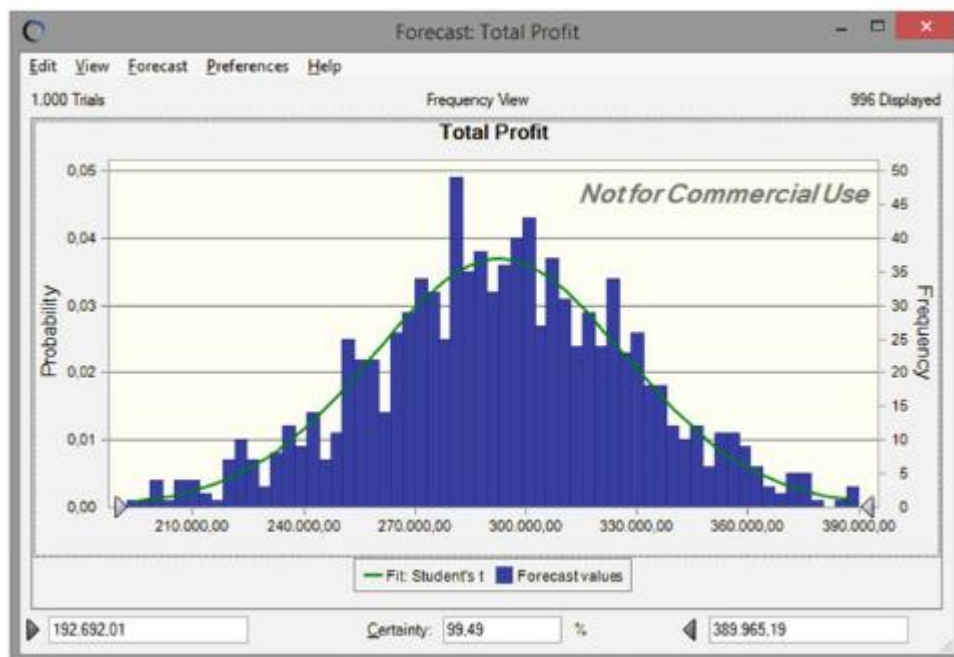 Forecast: Total Profit
Edit View Forecast Preferences Help
1.000 Trials Frequency View 996 Displayed
Total Profit
Not for Commercial Use
Probability
0,05
0,04
0,03
0,02
0,01
0,00
Frequency
50
45
40
35
30
25
20
15
10
5
0
210.000,00 240.000,00 270.000,00 300.000,00 330.000,00 360.000,00 390.000,00
Fit: Student's t Forecast values
192.692,01 Certainty: 99,49 % 389.965,19